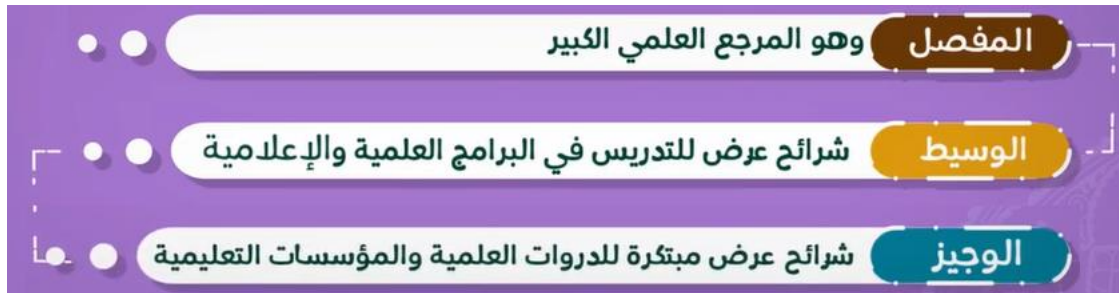 المفصل وهو المرجع العلمي الكبير
الوسيط شرائح عرض للتدريس في البرامج العلمية والإعلامية
الوجيز شرائح عرض مبتكرة للدروات العلمية والمؤسسات التعليمية